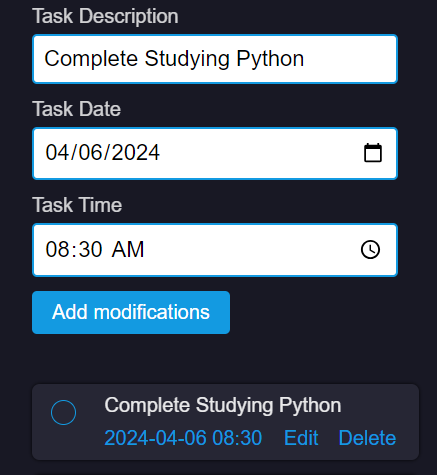 Task Description
Complete Studying Python
Task Date
04/06/2024
Task Time
08:30 AM
Add modifications
Complete Studying Python
2024-04-06 08:30 Edit Delete